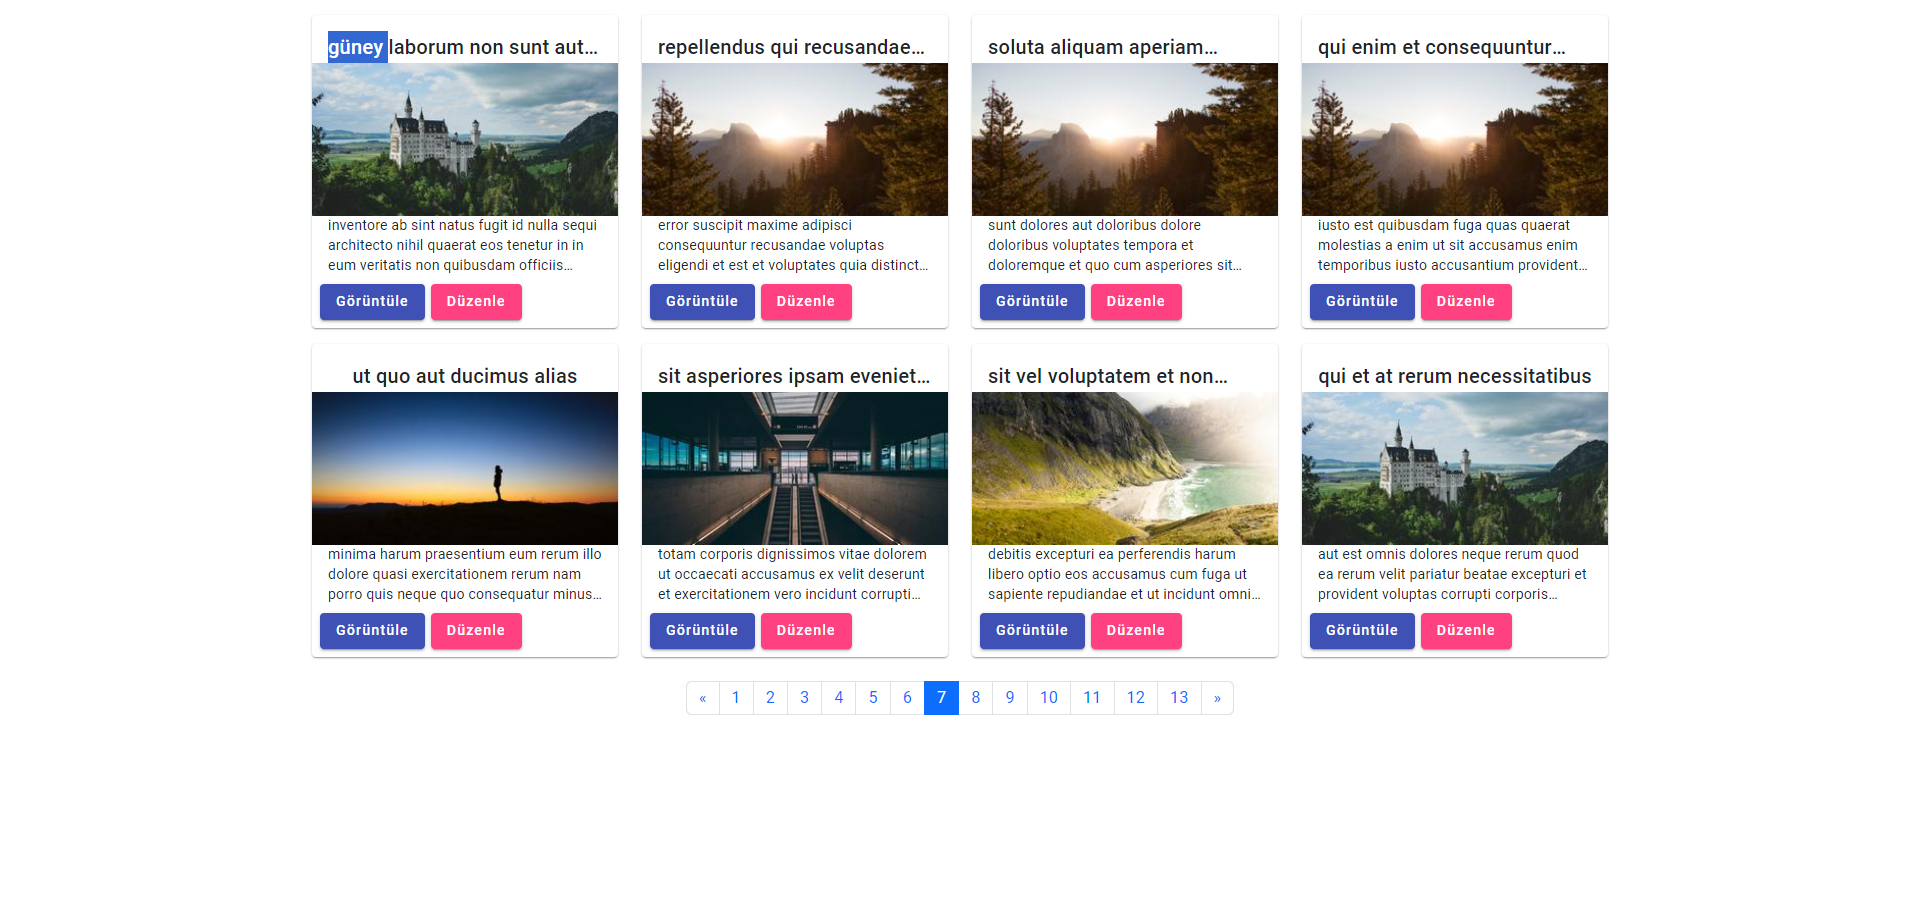 güney laborum non sunt aut...
repellendus qui recusandae...
soluta aliquam aperiam...
qui enim et consequuntur...
inventore ab sint natus fugit id nulla sequi
architecto nihil quaerat eos tenetur in in
eum veritatis non quibusdam officiis...
error suscipit maxime adipisci
consequuntur recusandae voluptas
eligendi et est et voluptates quia distinct...
sunt dolores aut doloribus dolore
doloribus voluptates tempora et
doloremque et quo cum asperiores sit...
iusto est quibusdam fuga quas quaerat
molestias a enim ut sit accusamus enim
temporibus iusto accusantium provident...
Görüntüle Düzenle
Görüntüle Düzenle
Görüntüle Düzenle
Görüntüle Düzenle
ut quo aut ducimus alias
sit asperiores ipsam eveniet...
sit vel voluptatem et non...
qui et at rerum necessitatibus
minima harum praesentium eum rerum illo
dolore quasi exercitationem rerum nam
porro quis neque quo consequatur minus...
totam corporis dignissimos vitae dolorem
ut occaecati accusamus ex velit deserunt
et exercitationem vero incidunt corrupti...
debitis excepturi ea perferendis harum
libero optio eos accusamus cum fuga ut
sapiente repudiandae et ut incidunt omni...
aut est omnis dolores neque rerum quod
ea rerum velit pariatur beatae excepturi et
provident voluptas corrupti corporis...
Görüntüle Düzenle
Görüntüle Düzenle
Görüntüle Düzenle
Görüntüle Düzenle
« 1 2 3 4 5 6 7 8 9 10 11 12 13 »